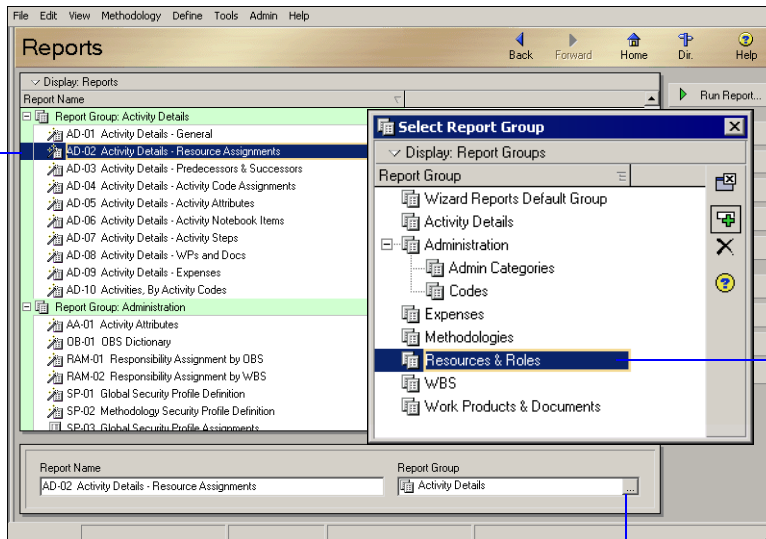 File Edit View Methodology Define Tools Admin Help
Reports
Back Forward Home Dir. Help
Display: Reports
Report Name
Run Report...
Report Group: Activity Details
AD-01 Activity Details - General
AD-02 Activity Details - Resource Assignments
AD-03 Activity Details - Predecessors & Successors
AD-04 Activity Details - Activity Code Assignments
AD-05 Activity Details - Activity Attributes
AD-06 Activity Details - Activity Notebook Items
AD-07 Activity Details - Activity Steps
AD-08 Activity Details - WPs and Docs
AD-09 Activity Details - Expenses
AD-10 Activities, By Activity Codes
Report Group: Administration
AA-01 Activity Attributes
OB-01 OBS Dictionary
RAM-01 Responsibility Assignment by OBS
RAM-02 Responsibility Assignment by WBS
SP-01 Global Security Profile Definition
SP-02 Methodology Security Profile Definition
SP-03 Global Security Profile Assignments
Select Report Group
Display: Report Groups
Report Group
Wizard Reports Default Group
Activity Details
Administration
Admin Categories
Codes
Expenses
Methodologies
Resources & Roles
WBS
Work Products & Documents
Report Name
Report Group
AD-02 Activity Details - Resource Assignments
Activity Details
...